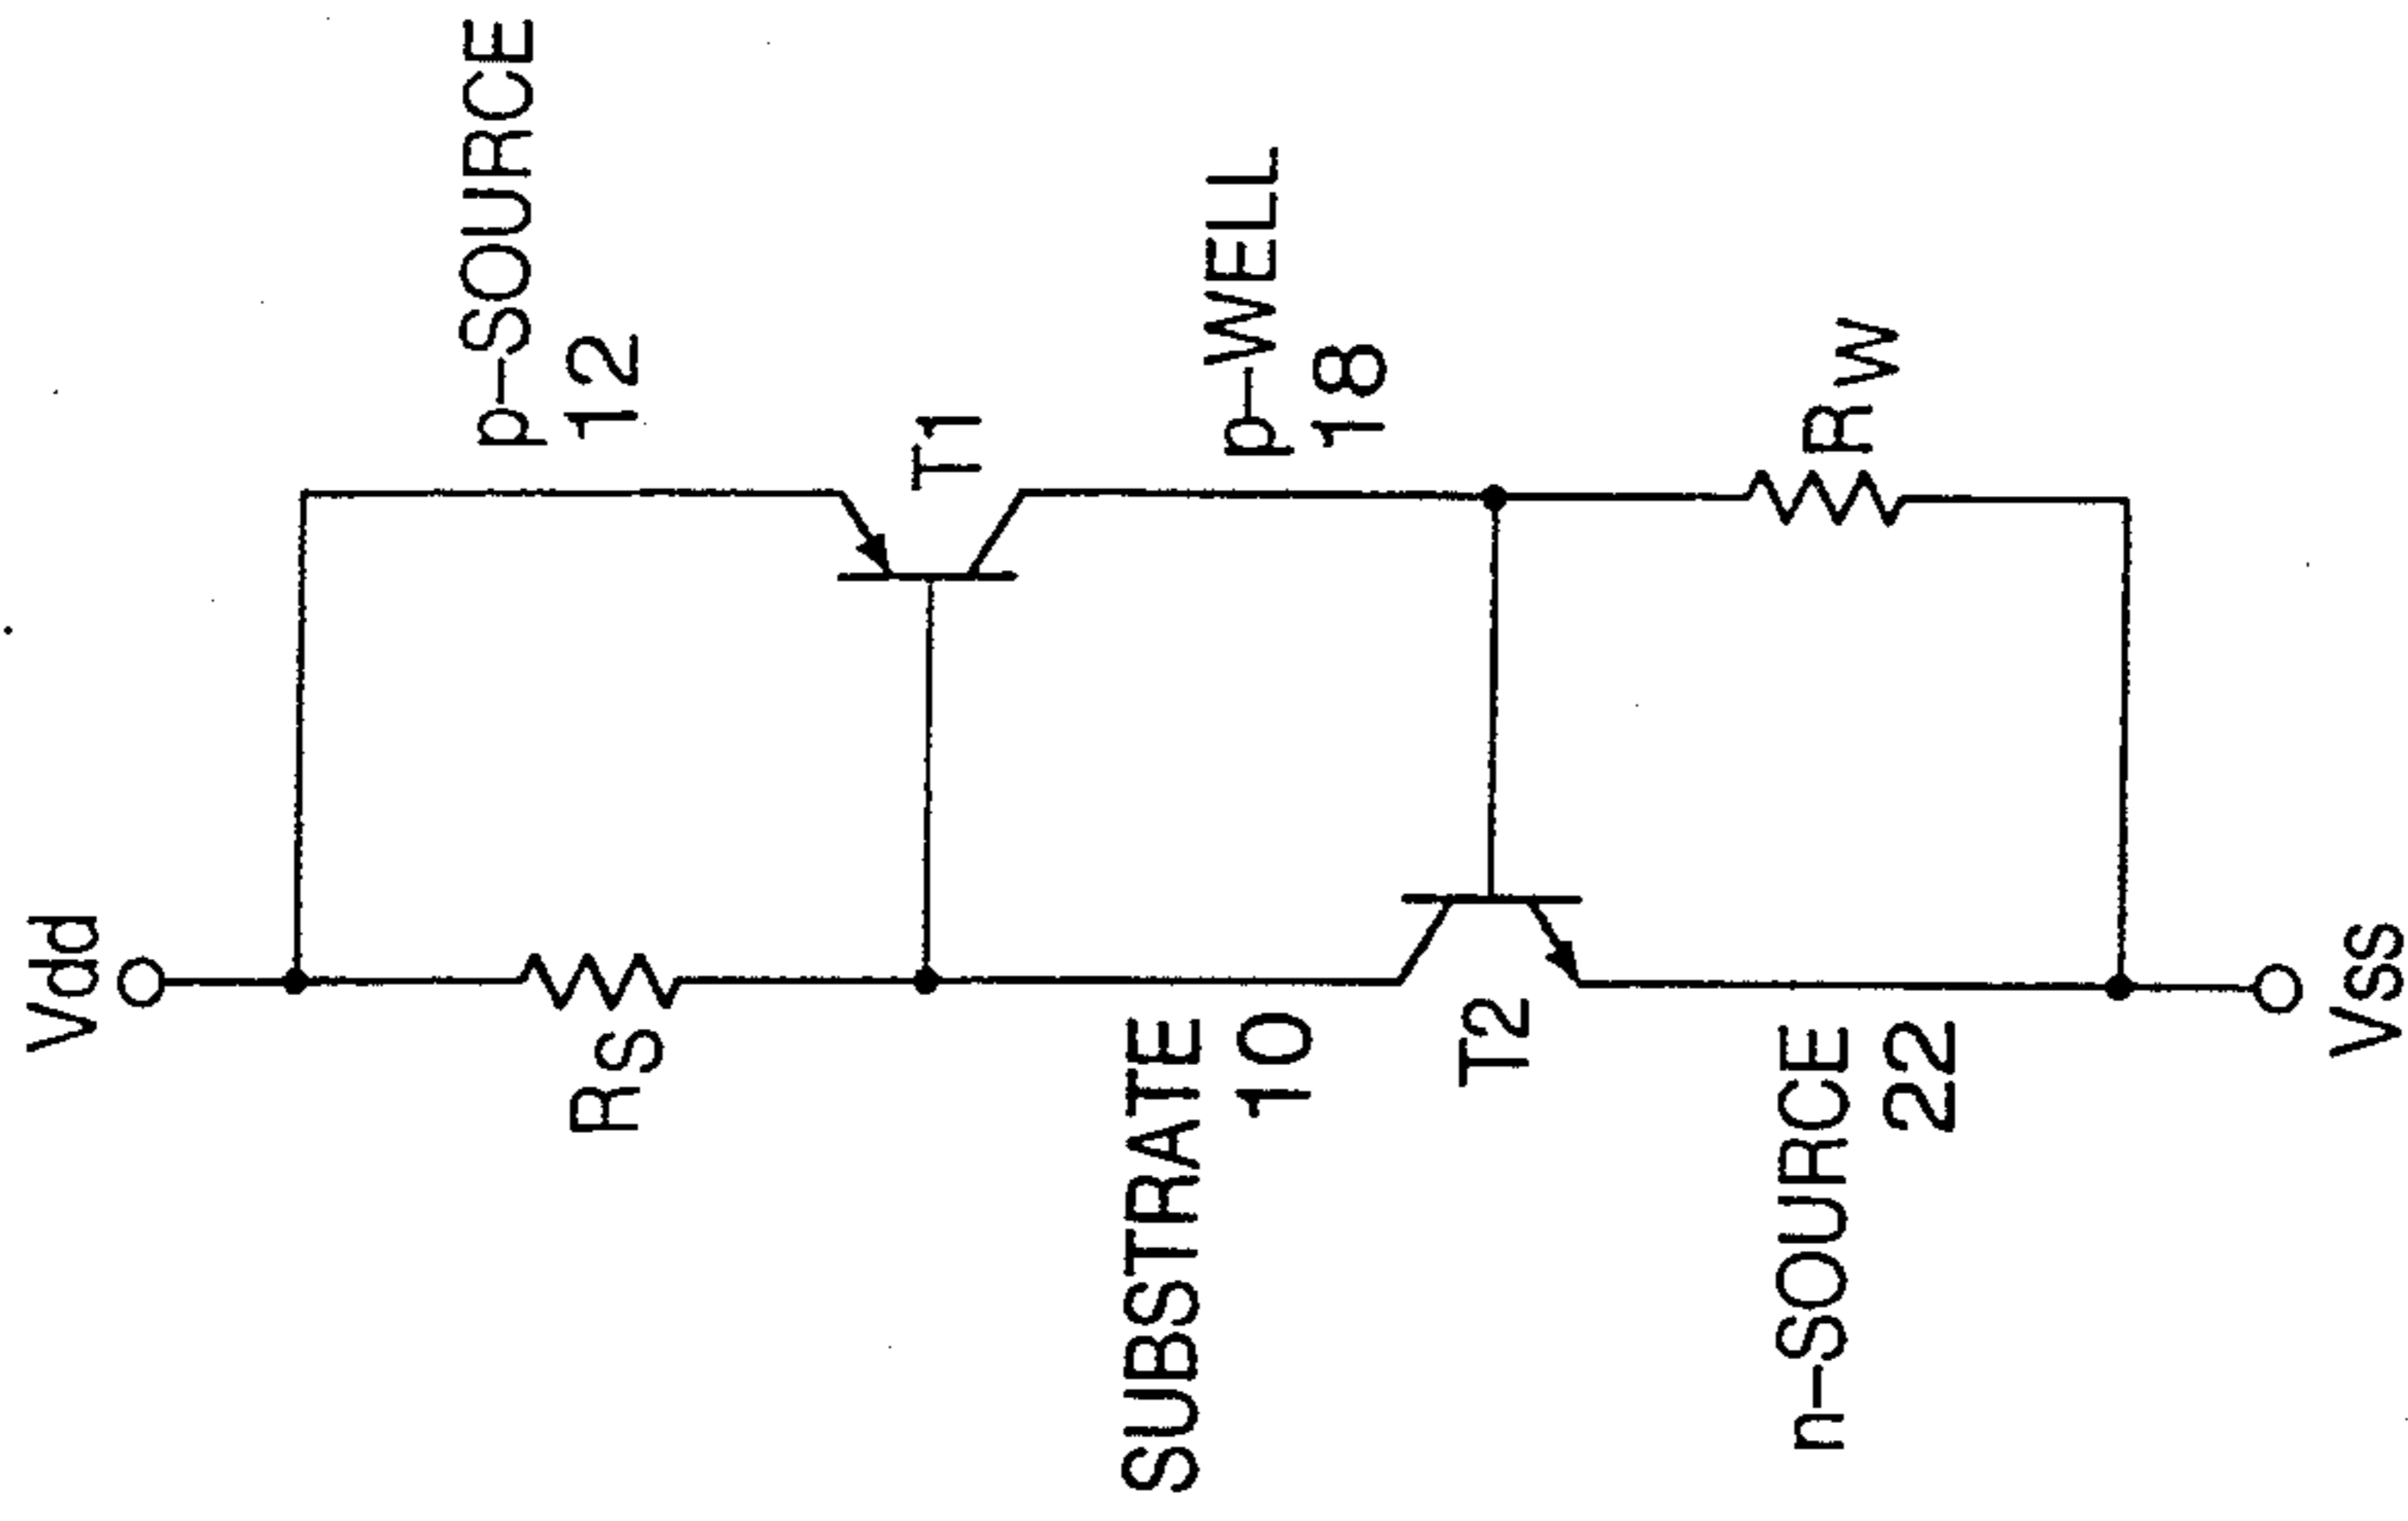 Vdd
Rs
p-SOURCE
12
T1
SUBSTRATE
10
p-WELL
18
T2
n-SOURCE
22
Rw
Vss